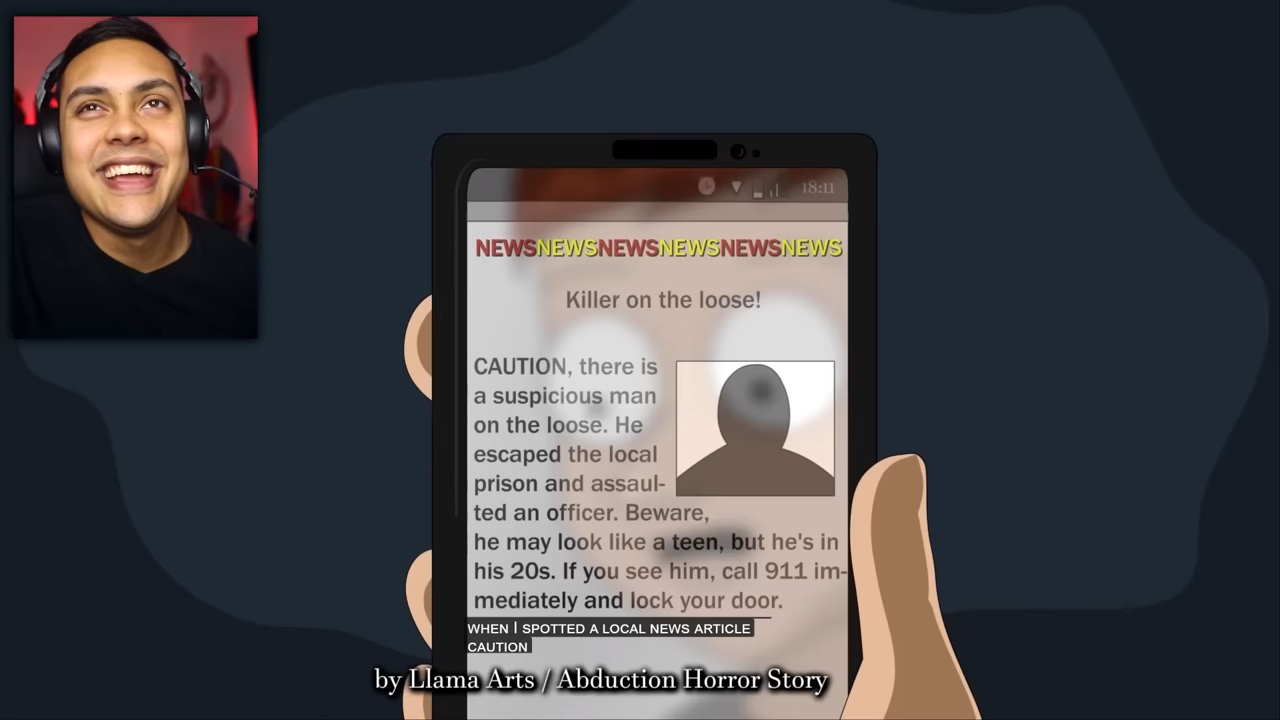 18:11
NEWSNEWSNEWSNEWSNEWSNEWS
Killer on the loose!
CAUTION, there is
a suspicious man
on the loose. He
escaped the local
prison and assaul-
ted an officer. Beware,
he may look like a teen, but he's in
his 20s. If you see him, call 911 im-
mediately and lock your door.
WHEN I SPOTTED A LOCAL NEWS ARTICLE
CAUTION
by Llama Arts / Abduction Horror Story